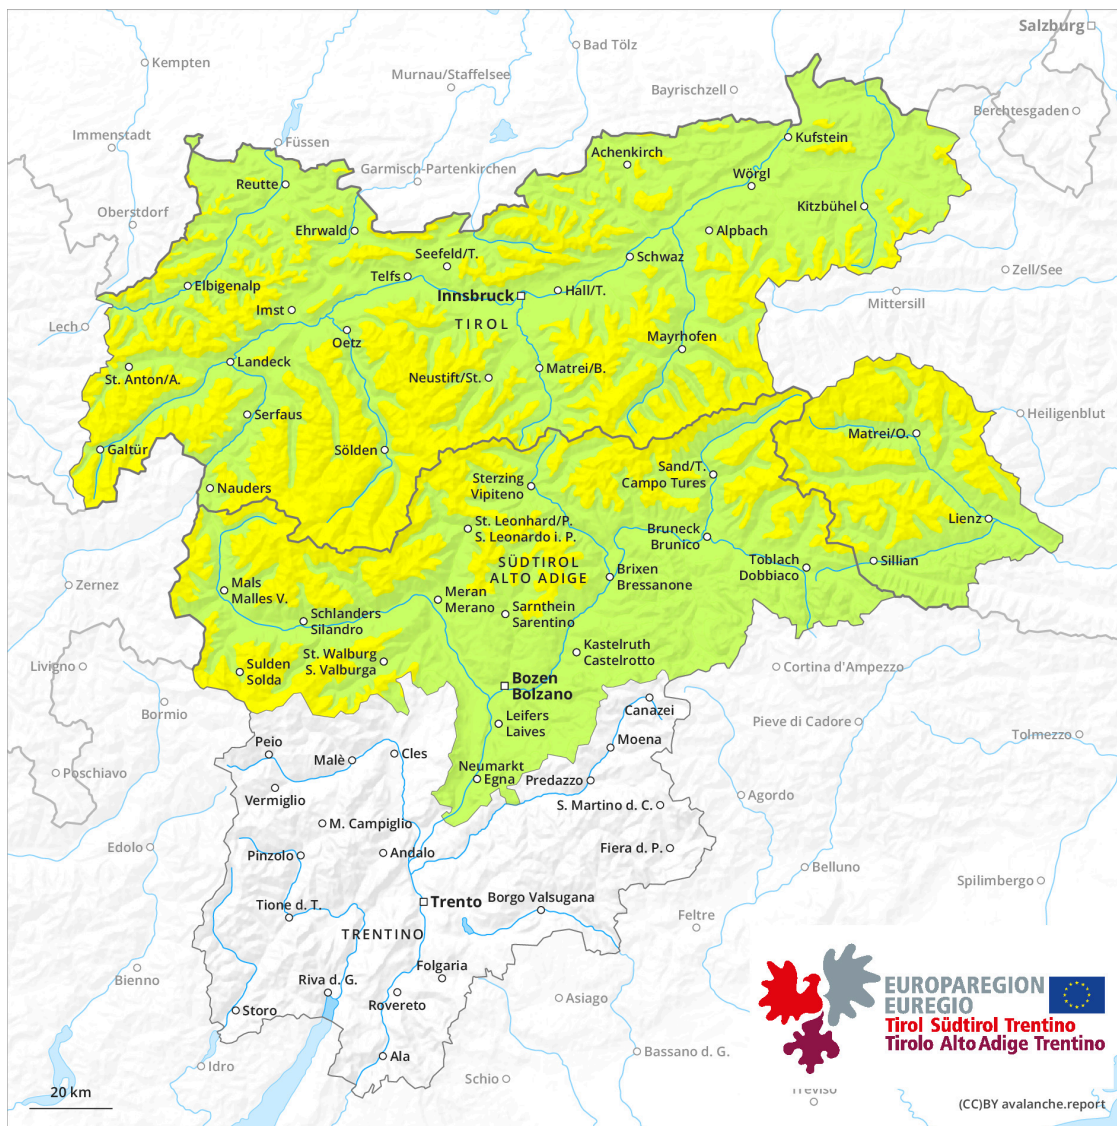 Salzburg
Bad Tölz
Kempten
Murnau/Staffelsee
Bayrischzell
Berchtesgaden
Immenstadt
Füssen
Kufstein
Achenkirch
Garmisch-Partenkirchen
Wörgl
Reutte
Oberstdorf
Kitzbühel
Ehrwald
Alpbach
Seefeld/T.
Schwaz
Zell/See
Telfs
Elbigenalp
Innsbruck
Hall/T.
Mittersill
Imst
Lech
TIROL
Oetz
Mayrhofen
Landeck
Matrei/B.
St. Anton/A.
Neustift/St.
Serfaus
Heiligenblut
Matrei/O.
Galtür
Sölden
Sand/T.
Campo Tures
Sterzing
Vipiteno
Nauders
St. Leonhard/P.
S. Leonardo i. P.
Lienz
Bruneck
Brunico
SÜDTIROL
ALTO ADIGE
Toblach
Dobbiaco
Sillian
Brixen
Bressanone
Zernez
Mals
Malles V.
Meran
Merano
Schlanders
Silandro
Sarnthein
Sarentino
Kastelruth
Castelrotto
St. Walburg
S. Valburga
Livigno
Sulden
Solda
Cortina d'Ampezzo
Bozen
Bolzano
Bormio
Canazei
Leifers
Laives
Pieve di Cadore
Tolmezzo
Peio
Moena
Malè
Cles
Poschiavo
Neumarkt
Egna
Predazzo
Vermiglio
Agordo
S. Martino d. C.
M. Campiglio
Edolo
Pinzolo
Andalo
Fiera d. P.
Belluno
Spilimbergo
Trento
Borgo Valsugana
Tione d. T.
Feltre
TRENTINO
Folgaria
Bienno
Riva d. G.
Rovereto
Asiago
Storo
EUROPAREGION
EUREGIO
Tirol Südtirol Trentino
Tirolo Alto Adige Trentino
Ala
Bassano d. G.
Idro
Schio
Treviso
20 km
(CC)BY avalanche.report